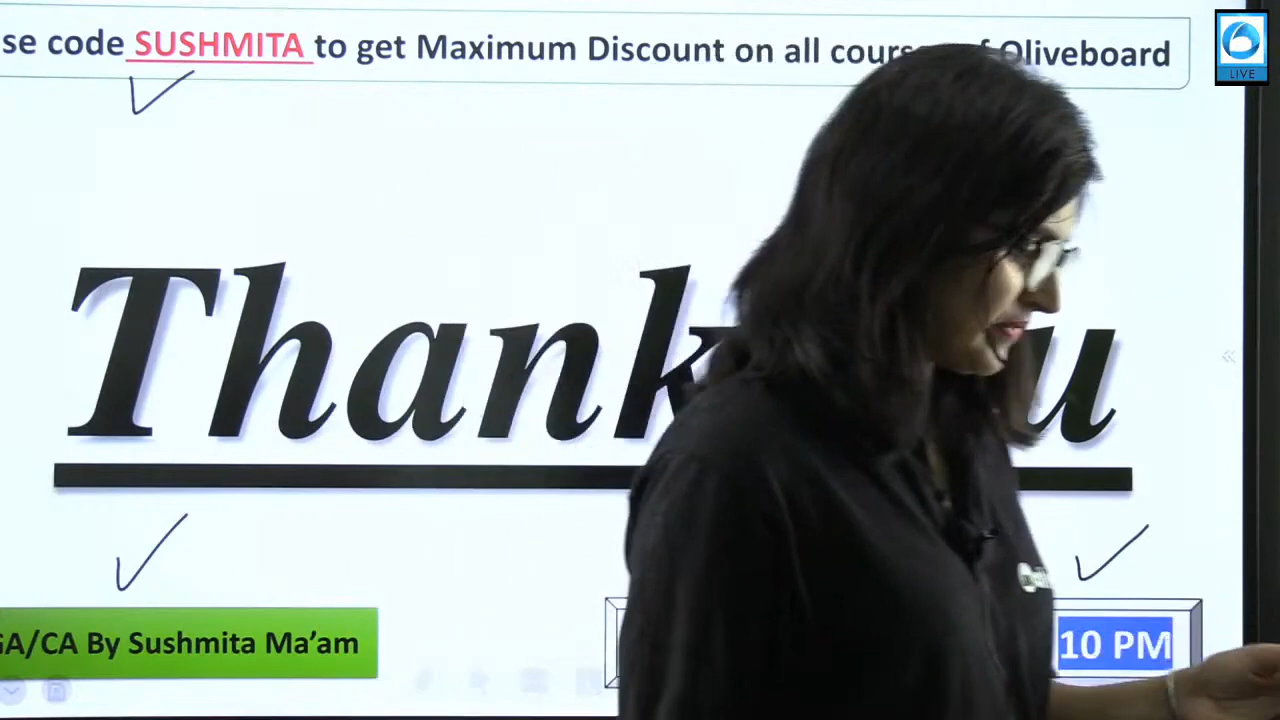 se code SUSHMITA to get Maximum Discount on all cour Oliveboard
Thank u
GA/CA By Sushmita Ma’am
10 PM
LIVE